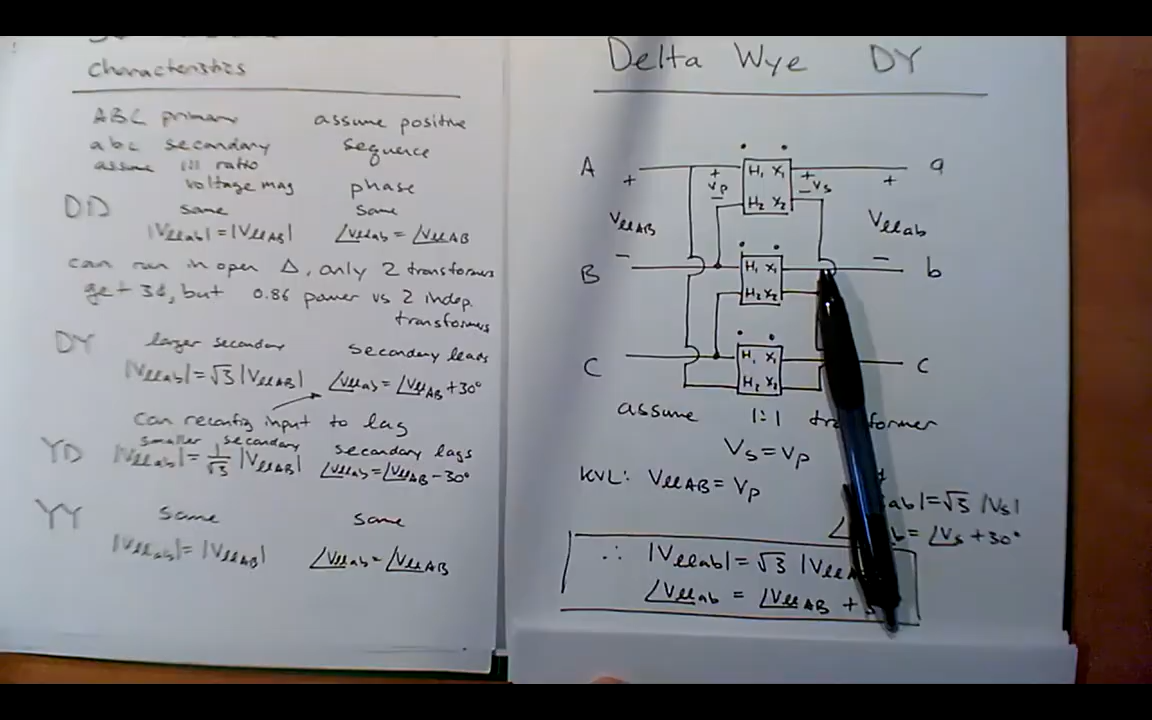 Characteristics
ABC primary assume positive
abc secondary sequence
assume 1:1 ratio
voltage mag phase
DD same same
|Vllab| = |VllAB| ∠Vllab = ∠VllAB
can run in open Δ, only 2 transformers
get 3ϕ, but 0.86 power vs 2 indep.
transformers
DY larger secondary secondary leads
|Vllab| = √3 |VllAB| ∠Vllab = ∠VllAB + 30°
Can reconfig input to lag
YD smaller secondary secondary lags
|Vllab| = 1/√3 |VllAB| ∠Vllab = ∠VllAB - 30°
YY same same
|Vllab| = |VllAB| ∠Vllab = ∠VllAB
Delta Wye DY
A + + Vp - H1 X1 H2 X2 + - Vs + a
VllAB Vllab
B - H1 X1 H2 X2 - b
C H1 X1 H2 X2 c
assume 1:1
Vs = Vp
KVL: VllAB = Vp
ab| = √3 |Vs|
= ∠Vs + 30°
∴ |Vllab| = √3 |Vll
∠Vllab = ∠VllAB +